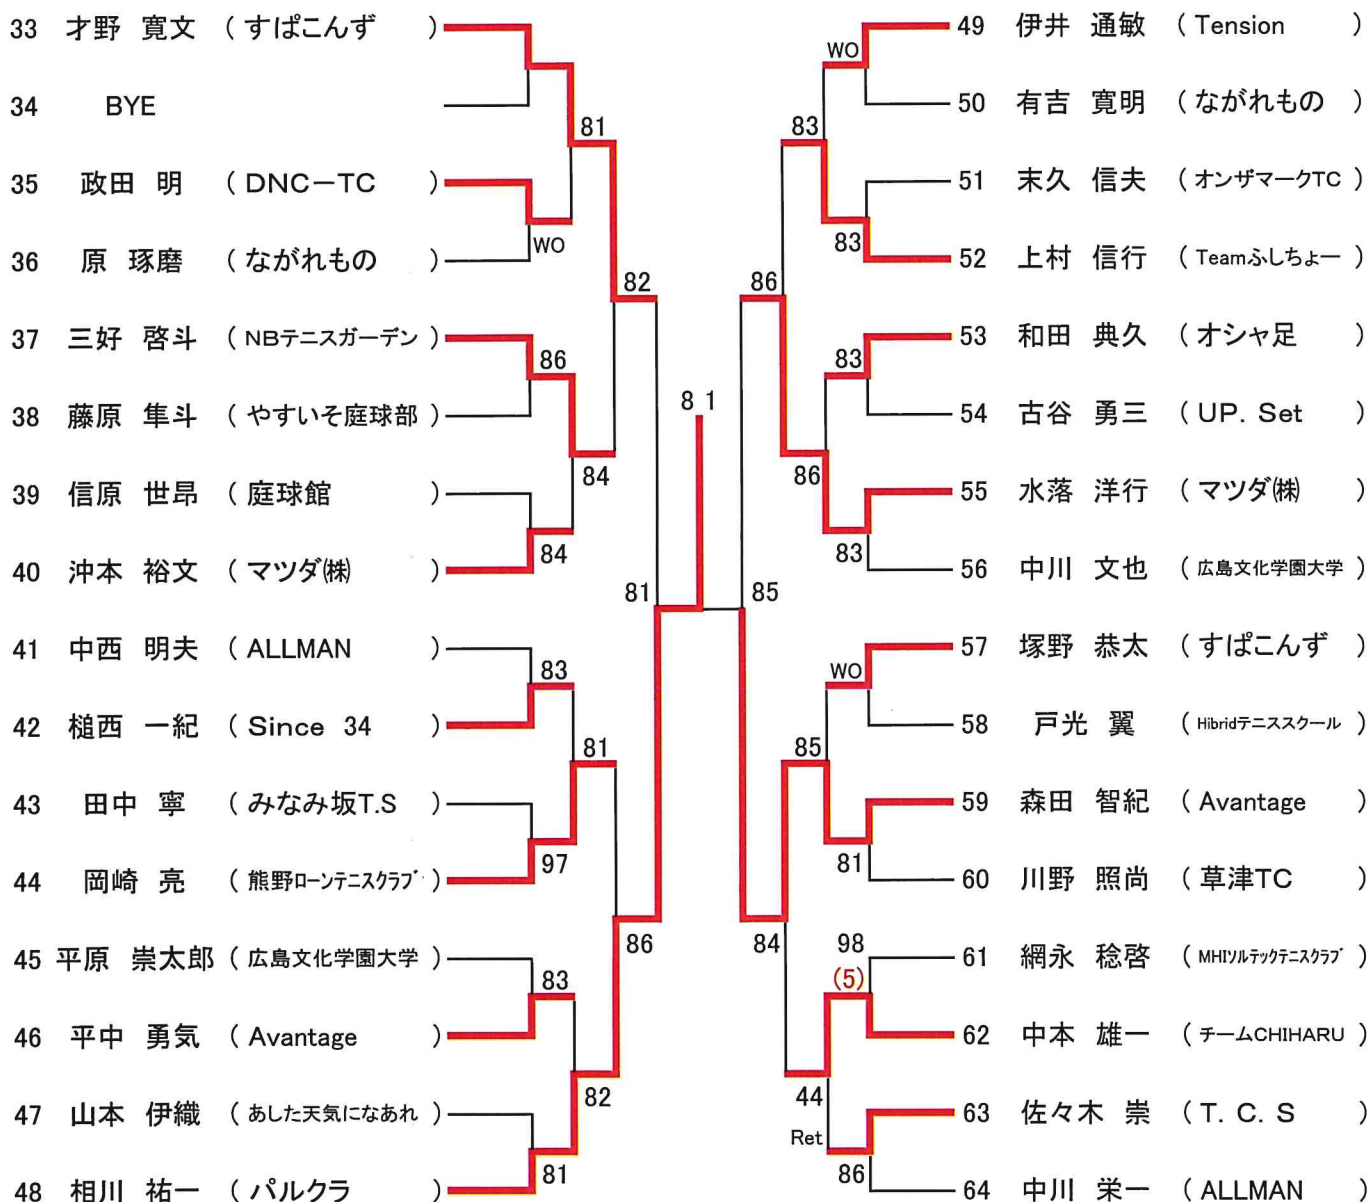 33 才野 寛文 ( すぱこんず )
34 BYE
35 政田 明 ( DNC－TC )
36 原 琢磨 ( ながれもの )
37 三好 啓斗 ( NBテニスガーデン )
38 藤原 隼斗 ( やすいそ庭球部 )
39 信原 世昂 ( 庭球館 )
40 沖本 裕文 ( マツダ㈱ )
41 中西 明夫 ( ALLMAN )
42 槌西 一紀 ( Since 34 )
43 田中 寧 ( みなみ坂T.S )
44 岡崎 亮 ( 熊野ローンテニスクラブ )
45 平原 崇太郎 ( 広島文化学園大学 )
46 平中 勇気 ( Avantage )
47 山本 伊織 ( あした天気になあれ )
48 相川 祐一 ( パルクラ )
WO
86
84
83
97
83
81
81
84
81
82
82
86
81
8 1
85
86
84
83
86
85
44
Ret
WO
83
83
83
WO
81
98
(5)
86
49 伊井 通敏 ( Tension )
50 有吉 寛明 ( ながれもの )
51 末久 信夫 ( オンザマークTC )
52 上村 信行 ( Teamふしちょー )
53 和田 典久 ( オシャ足 )
54 古谷 勇三 ( UP. Set )
55 水落 洋行 ( マツダ㈱ )
56 中川 文也 ( 広島文化学園大学 )
57 塚野 恭太 ( すぱこんず )
58 戸光 翼 ( Hibridテニススクール )
59 森田 智紀 ( Avantage )
60 川野 照尚 ( 草津TC )
61 網永 稔啓 ( MHIソルテックテニスクラブ )
62 中本 雄一 ( チームCHIHARU )
63 佐々木 崇 ( T. C. S )
64 中川 栄一 ( ALLMAN )